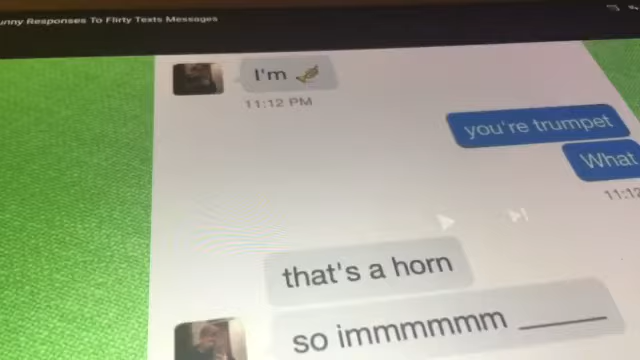 unny Responses To Flirty Texts Messages
I'm 🎺
11:12 PM
you're trumpet
What
11:12
that's a horn
so immmmmmm ______